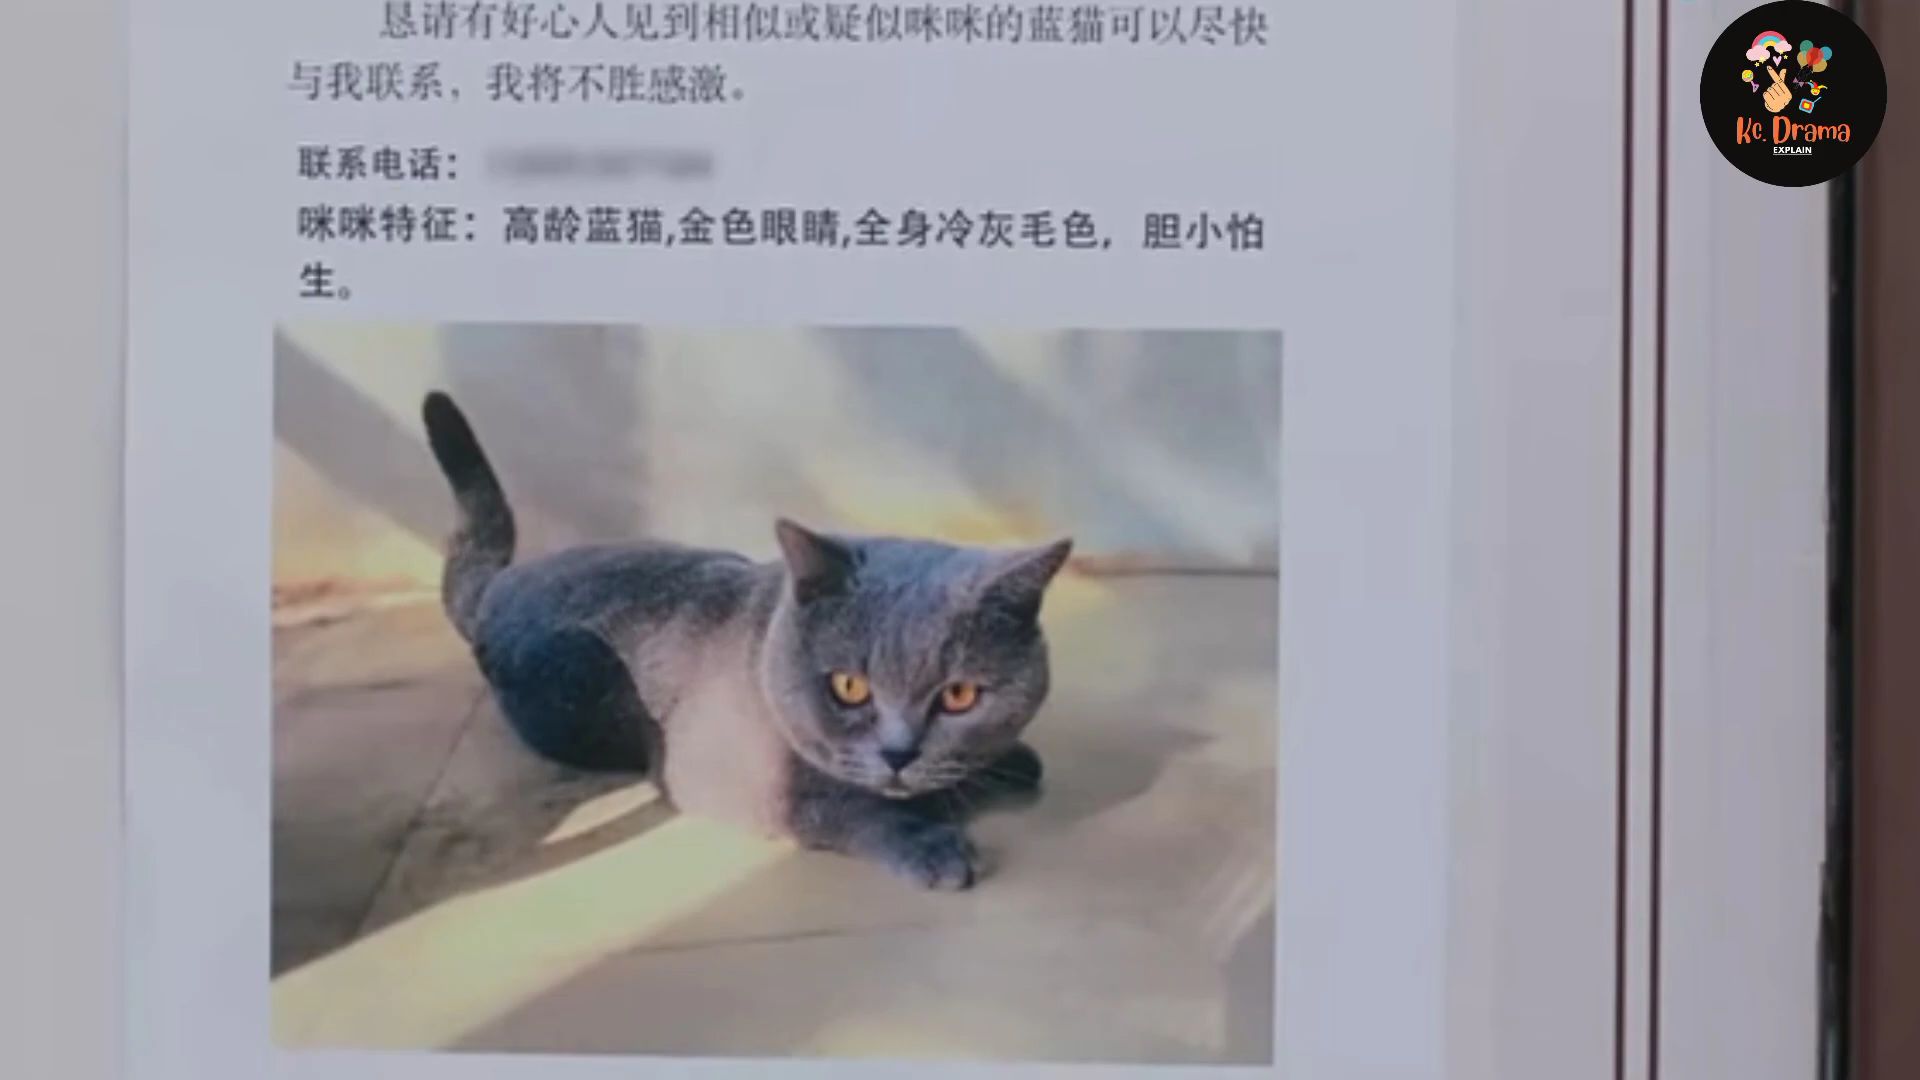 恳请有好心人见到相似或疑似咪咪的蓝猫可以尽快
与我联系，我将不胜感激。
联系电话：
咪咪特征：高龄蓝猫,金色眼睛,全身冷灰毛色，胆小怕
生。
Kc. Drama
EXPLAIN